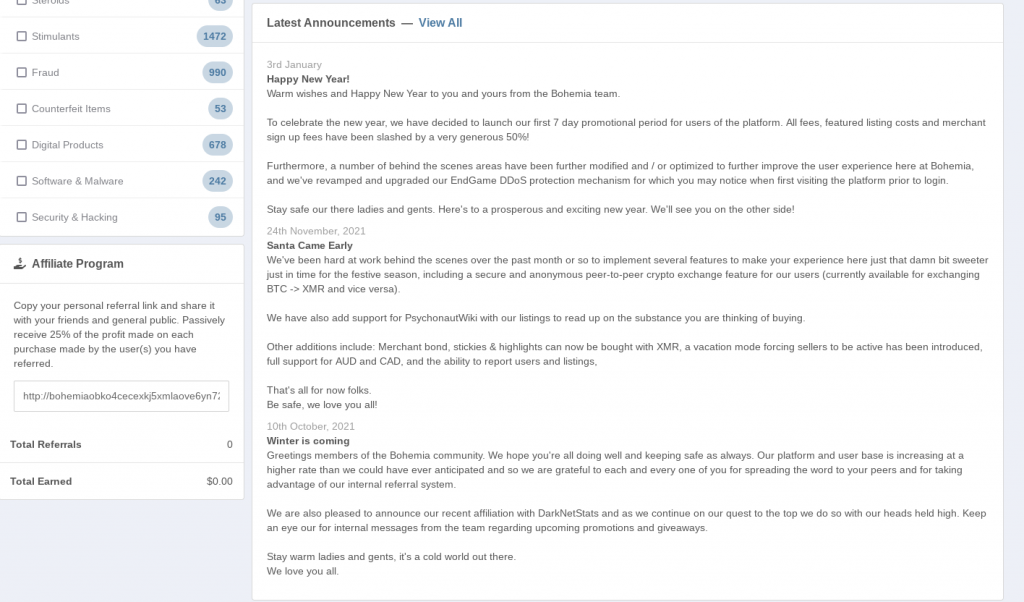 Steroids 63
Stimulants 1472
Fraud 990
Counterfeit Items 53
Digital Products 678
Software & Malware 242
Security & Hacking 95
Affiliate Program
Copy your personal referral link and share it
with your friends and general public. Passively
receive 25% of the profit made on each
purchase made by the user(s) you have
referred.
http://bohemiaobko4cecexkj5xmlaove6yn72
Total Referrals 0
Total Earned $0.00
Latest Announcements — View All
3rd January
Happy New Year!
Warm wishes and Happy New Year to you and yours from the Bohemia team.
To celebrate the new year, we have decided to launch our first 7 day promotional period for users of the platform. All fees, featured listing costs and merchant
sign up fees have been slashed by a very generous 50%!
Furthermore, a number of behind the scenes areas have been further modified and / or optimized to further improve the user experience here at Bohemia,
and we've revamped and upgraded our EndGame DDoS protection mechanism for which you may notice when first visiting the platform prior to login.
Stay safe our there ladies and gents. Here's to a prosperous and exciting new year. We'll see you on the other side!
24th November, 2021
Santa Came Early
We've been hard at work behind the scenes over the past month or so to implement several features to make your experience here just that damn bit sweeter
just in time for the festive season, including a secure and anonymous peer-to-peer crypto exchange feature for our users (currently available for exchanging
BTC -> XMR and vice versa).
We have also add support for PsychonautWiki with our listings to read up on the substance you are thinking of buying.
Other additions include: Merchant bond, stickies & highlights can now be bought with XMR, a vacation mode forcing sellers to be active has been introduced,
full support for AUD and CAD, and the ability to report users and listings,
That's all for now folks.
Be safe, we love you all!
10th October, 2021
Winter is coming
Greetings members of the Bohemia community. We hope you're all doing well and keeping safe as always. Our platform and user base is increasing at a
higher rate than we could have ever anticipated and so we are grateful to each and every one of you for spreading the word to your peers and for taking
advantage of our internal referral system.
We are also pleased to announce our recent affiliation with DarkNetStats and as we continue on our quest to the top we do so with our heads held high. Keep
an eye our for internal messages from the team regarding upcoming promotions and giveaways.
Stay warm ladies and gents, it's a cold world out there.
We love you all.